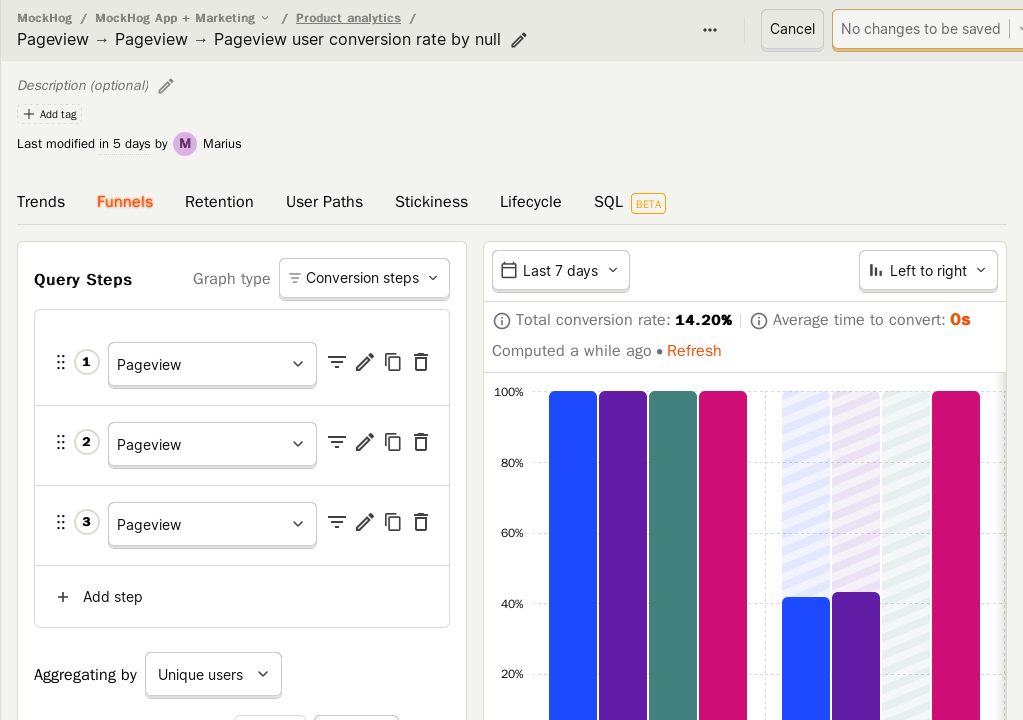 MockHog / MockHog App + Marketing / Product analytics /
Pageview → Pageview → Pageview user conversion rate by null
Cancel
No changes to be saved
Description (optional)
Add tag
Last modified in 5 days by M Marius
Trends Funnels Retention User Paths Stickiness Lifecycle SQL BETA
Query Steps
Graph type Conversion steps
1 Pageview
2 Pageview
3 Pageview
Add step
Aggregating by Unique users
Last 7 days
Left to right
Total conversion rate: 14.20% Average time to convert: 0s
Computed a while ago • Refresh
100%
80%
60%
40%
20%